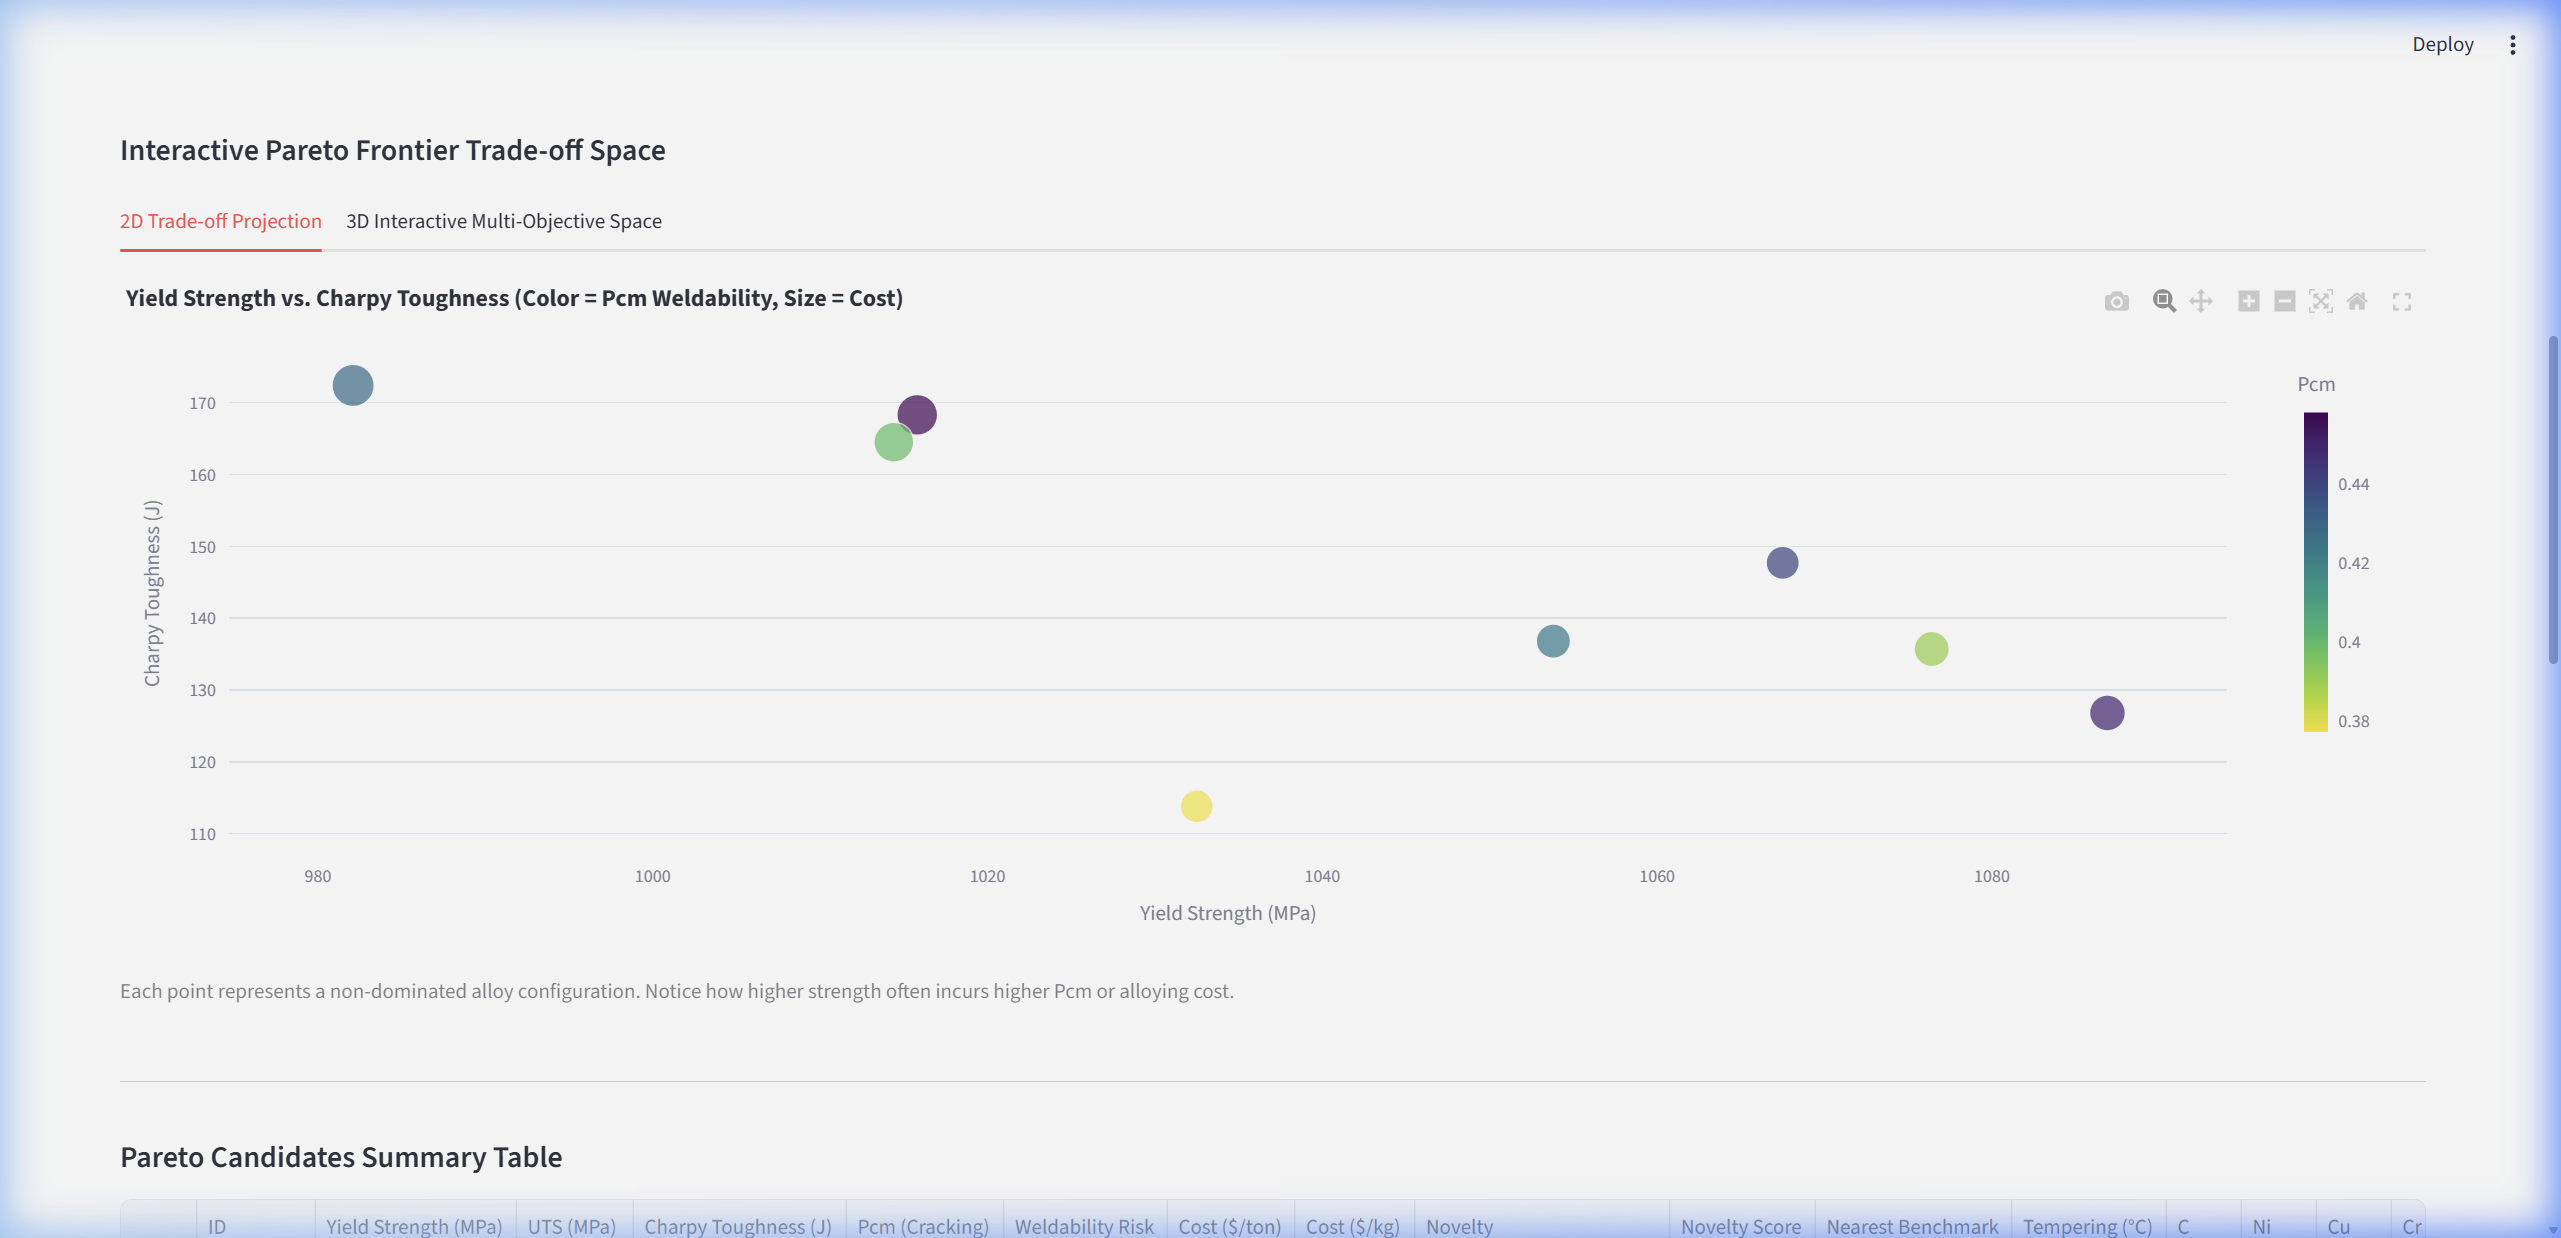 Deploy
Interactive Pareto Frontier Trade-off Space
2D Trade-off Projection
3D Interactive Multi-Objective Space
Yield Strength vs. Charpy Toughness (Color = Pcm Weldability, Size = Cost)
Pcm
0.44
0.42
0.4
0.38
Charpy Toughness (J)
170
160
150
140
130
120
110
980 1000 1020 1040 1060 1080
Yield Strength (MPa)
Each point represents a non-dominated alloy configuration. Notice how higher strength often incurs higher Pcm or alloying cost.
Pareto Candidates Summary Table
ID Yield Strength (MPa) UTS (MPa) Charpy Toughness (J) Pcm (Cracking) Weldability Risk Cost ($/ton) Cost ($/kg) Novelty Novelty Score Nearest Benchmark Tempering (°C) C Ni Cu Cr